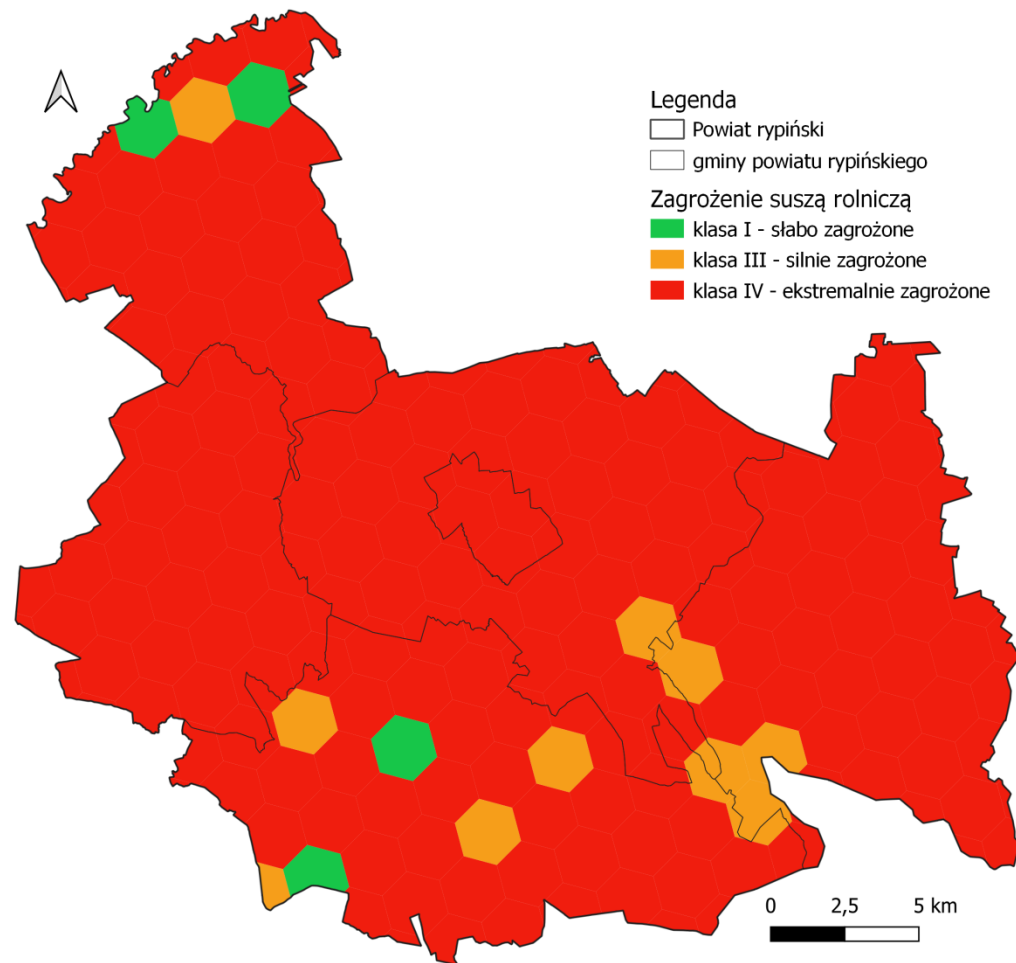 Legenda
Powiat rypiński
gminy powiatu rypińskiego
Zagrożenie suszą rolniczą
klasa I - słabo zagrożone
klasa III - silnie zagrożone
klasa IV - ekstremalnie zagrożone
0 2,5 5 km